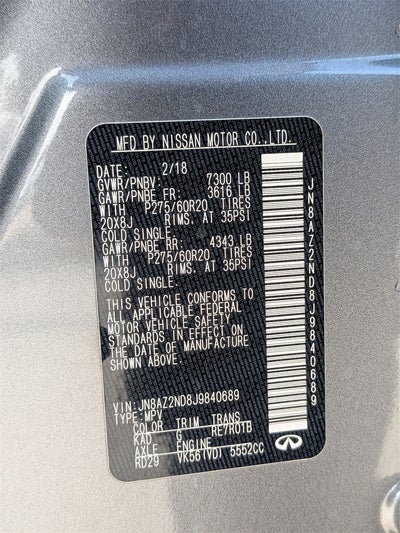 MFD BY NISSAN MOTOR CO.,LTD.
DATE: 2/18
GVWR/PNBV: 7300 LB
GAWR/PNBE FR: 3616 LB
WITH P275/60R20 TIRES
20X8J RIMS. AT 35PSI
COLD SINGLE.
GAWR/PNBE RR: 4343 LB
WITH P275/60R20 TIRES
20X8J RIMS. AT 35PSI
COLD SINGLE.
THIS VEHICLE CONFORMS TO
ALL APPLICABLE FEDERAL
MOTOR VEHICLE SAFETY
STANDARDS IN EFFECT ON
THE DATE OF MANUFACTURE
SHOWN ABOVE.
VIN: JN8AZ2ND8J9840689
TYPE: MPV
COLOR TRIM TRANS
KAD G RE7R01B
AXLE ENGINE
RD29 VK56(VD) 5552CC
JN8AZ2ND8J9840689